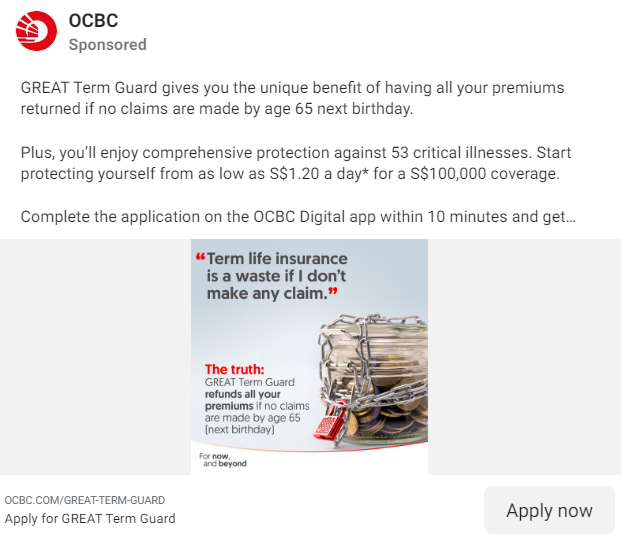 OCBC
Sponsored
GREAT Term Guard gives you the unique benefit of having all your premiums
returned if no claims are made by age 65 next birthday.
Plus, you’ll enjoy comprehensive protection against 53 critical illnesses. Start
protecting yourself from as low as S$1.20 a day* for a S$100,000 coverage.
Complete the application on the OCBC Digital app within 10 minutes and get...
“Term life insurance
is a waste if I don’t
make any claim.”
The truth:
GREAT Term Guard
refunds all your
premiums if no claims
are made by age 65
(next birthday)
For now,
and beyond
OCBC.COM/GREAT-TERM-GUARD
Apply for GREAT Term Guard
Apply now